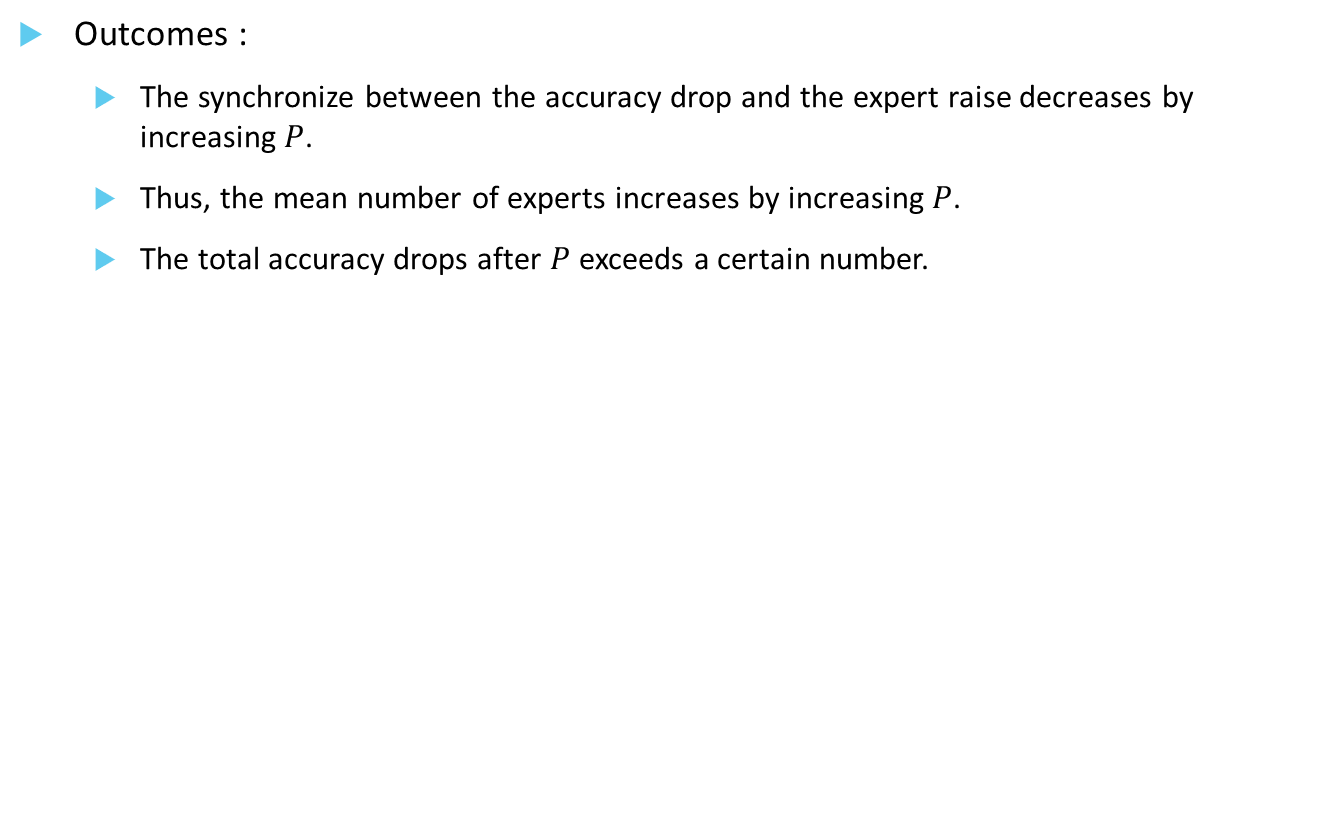 Outcomes :
The synchronize between the accuracy drop and the expert raise decreases by
increasing P.
Thus, the mean number of experts increases by increasing P.
The total accuracy drops after P exceeds a certain number.